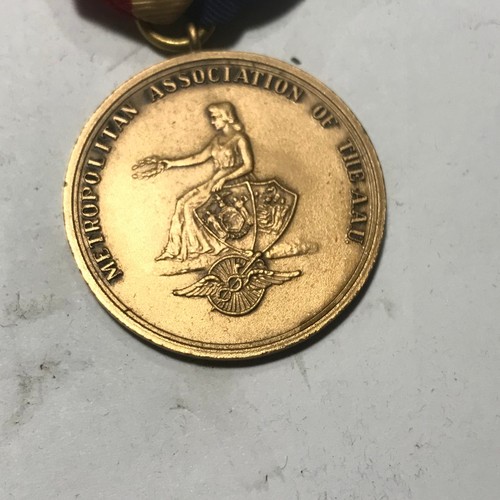 METROPOLITAN ASSOCIATION OF THE A.A.U